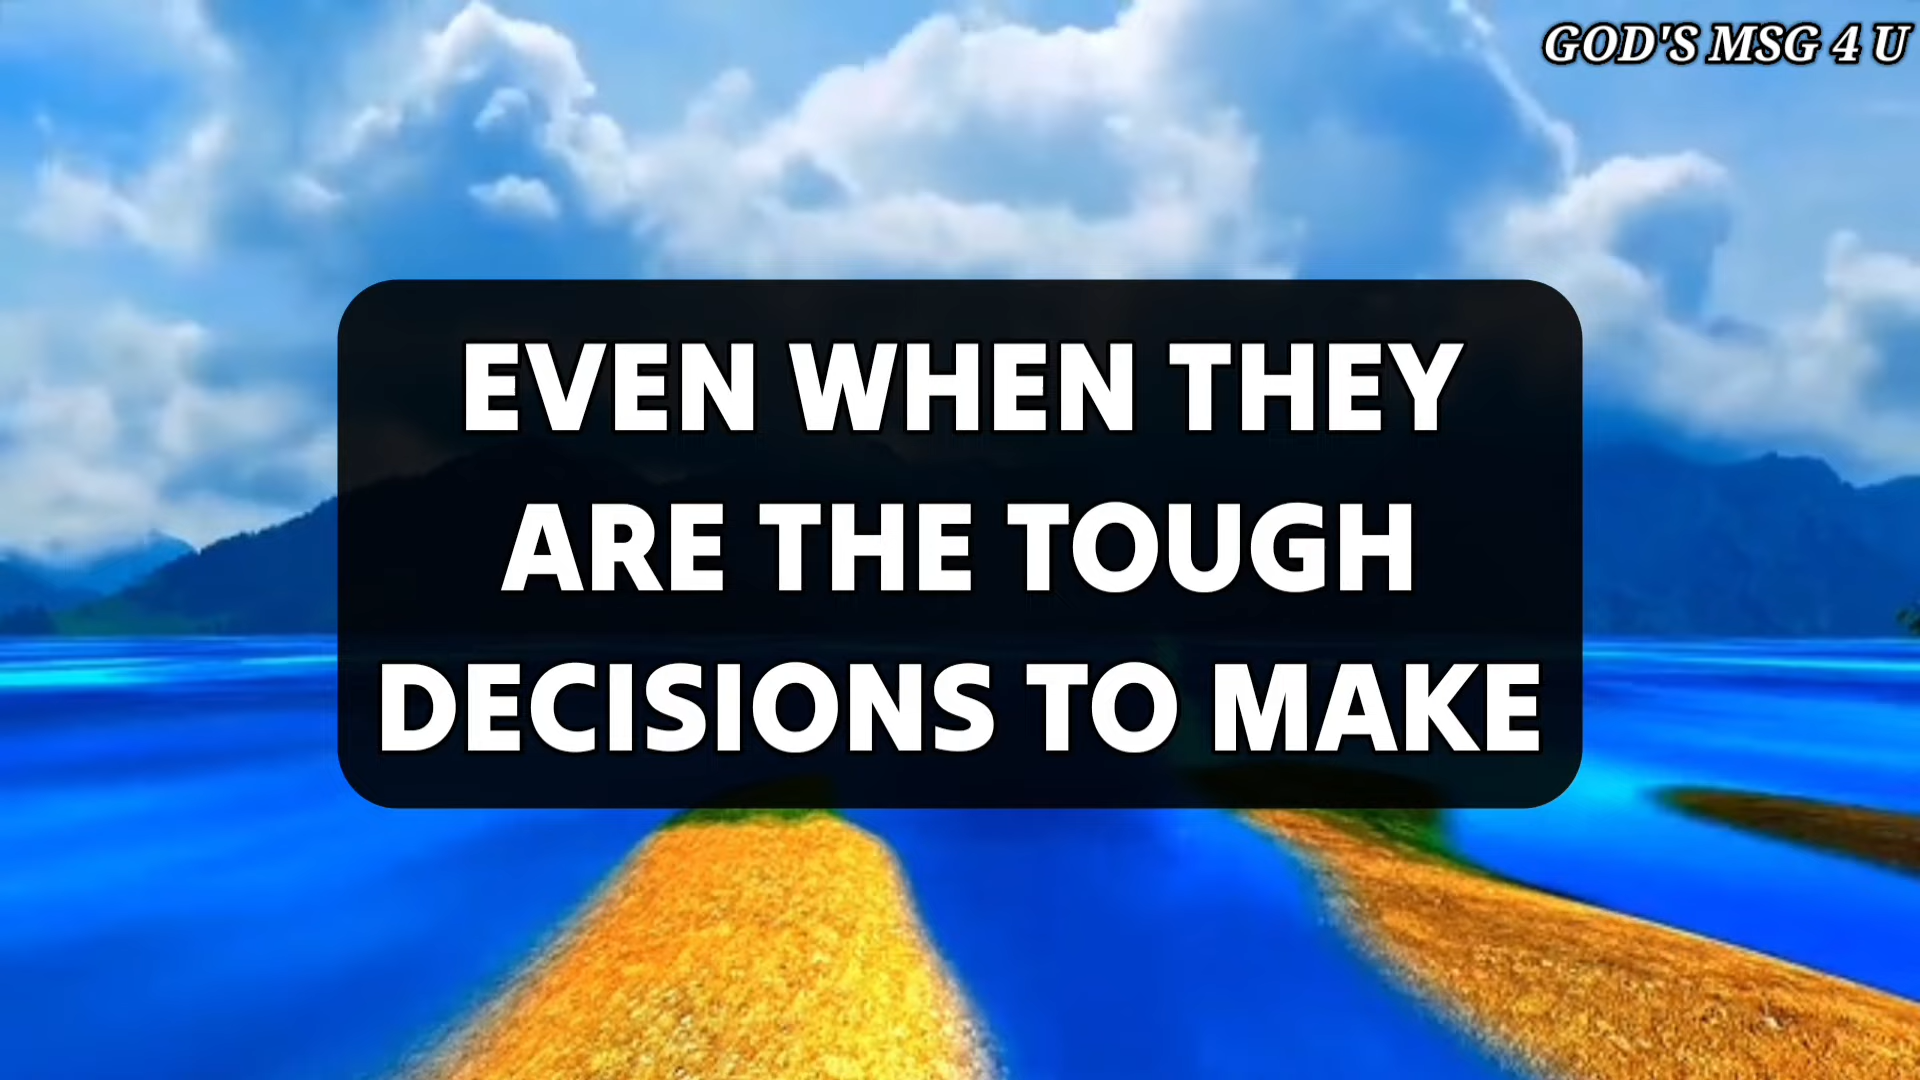 GOD'S MSG 4 U
EVEN WHEN THEY
ARE THE TOUGH
DECISIONS TO MAKE